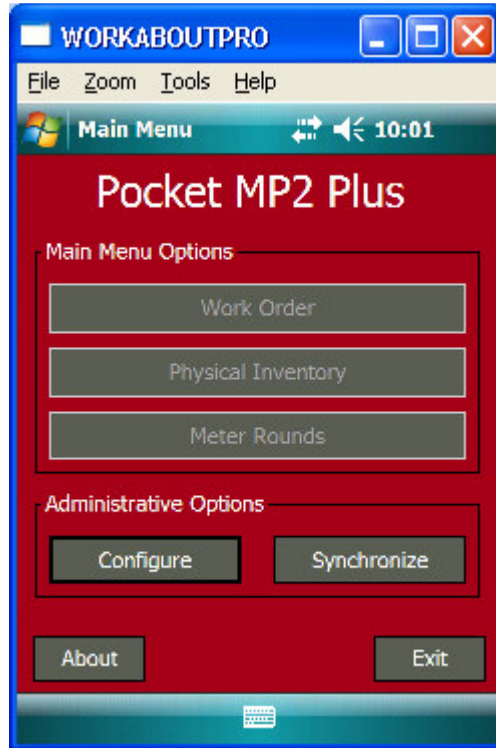 WORKABOUTPRO
File Zoom Tools Help
Main Menu 10:01
Pocket MP2 Plus
Main Menu Options
Work Order
Physical Inventory
Meter Rounds
Administrative Options
Configure Synchronize
About Exit